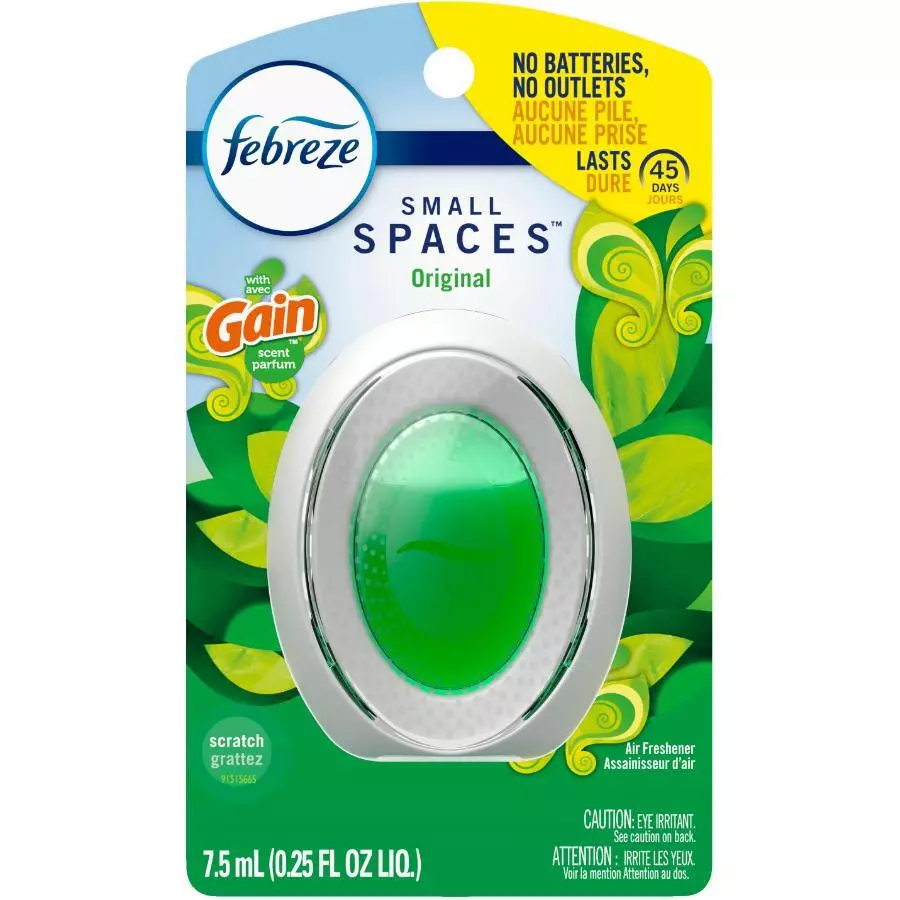 febreze
NO BATTERIES,
NO OUTLETS
AUCUNE PILE,
AUCUNE PRISE
LASTS
DURE
45
DAYS
JOURS
SMALL
SPACES™
Original
with
avec
Gain™
scent
parfum
scratch
grattez
91515665
Air Freshener
Assainisseur d'air
CAUTION: EYE IRRITANT.
See caution on back.
ATTENTION : IRRITE LES YEUX.
Voir la mention Attention au dos.
7.5 mL (0.25 FL OZ LIQ.)